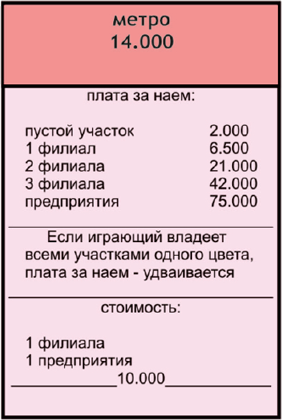 метро
14.000
плата за наем:
пустой участок 2.000
1 филиал 6.500
2 филиала 21.000
3 филиала 42.000
предприятия 75.000
Если играющий владеет
всеми участками одного цвета,
плата за наем - удваивается
стоимость:
1 филиала
1 предприятия
10.000